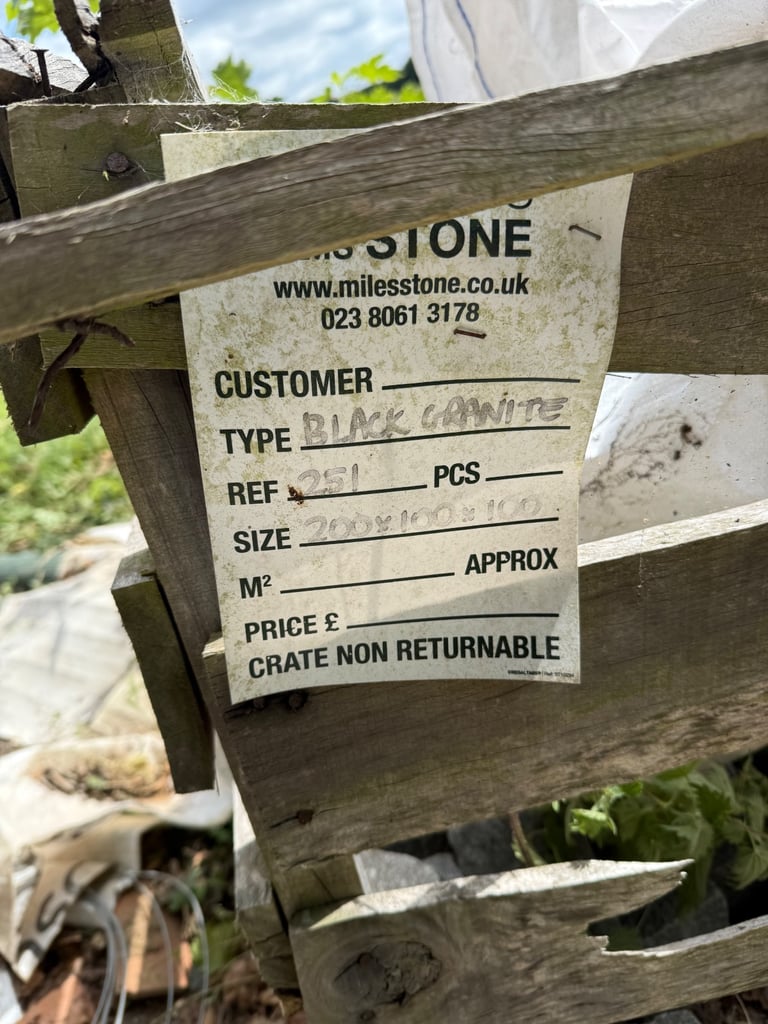 STONE
www.milesstone.co.uk
023 8061 3178
CUSTOMER
TYPE BLACK GRANITE
REF 251 PCS
SIZE 200x100x100
M² APPROX
PRICE £
CRATE NON RETURNABLE